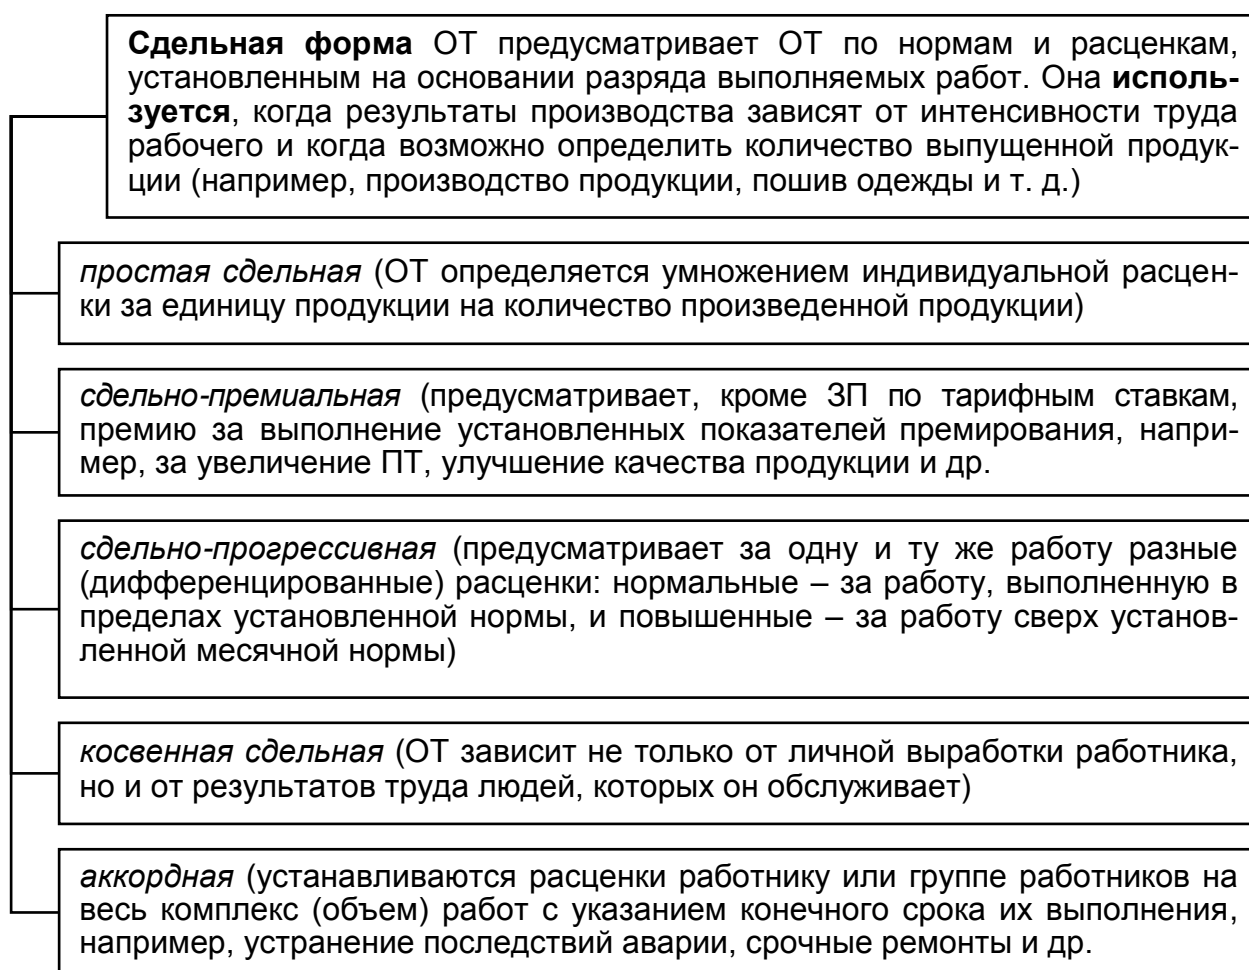 Сдельная форма ОТ предусматривает ОТ по нормам и расценкам,
установленным на основании разряда выполняемых работ. Она исполь-
зуется, когда результаты производства зависят от интенсивности труда
рабочего и когда возможно определить количество выпущенной продук-
ции (например, производство продукции, пошив одежды и т. д.)
простая сдельная (ОТ определяется умножением индивидуальной расцен-
ки за единицу продукции на количество произведенной продукции)
сдельно-премиальная (предусматривает, кроме ЗП по тарифным ставкам,
премию за выполнение установленных показателей премирования, напри-
мер, за увеличение ПТ, улучшение качества продукции и др.
сдельно-прогрессивная (предусматривает за одну и ту же работу разные
(дифференцированные) расценки: нормальные – за работу, выполненную в
пределах установленной нормы, и повышенные – за работу сверх установ-
ленной месячной нормы)
косвенная сдельная (ОТ зависит не только от личной выработки работника,
но и от результатов труда людей, которых он обслуживает)
аккордная (устанавливаются расценки работнику или группе работников на
весь комплекс (объем) работ с указанием конечного срока их выполнения,
например, устранение последствий аварии, срочные ремонты и др.